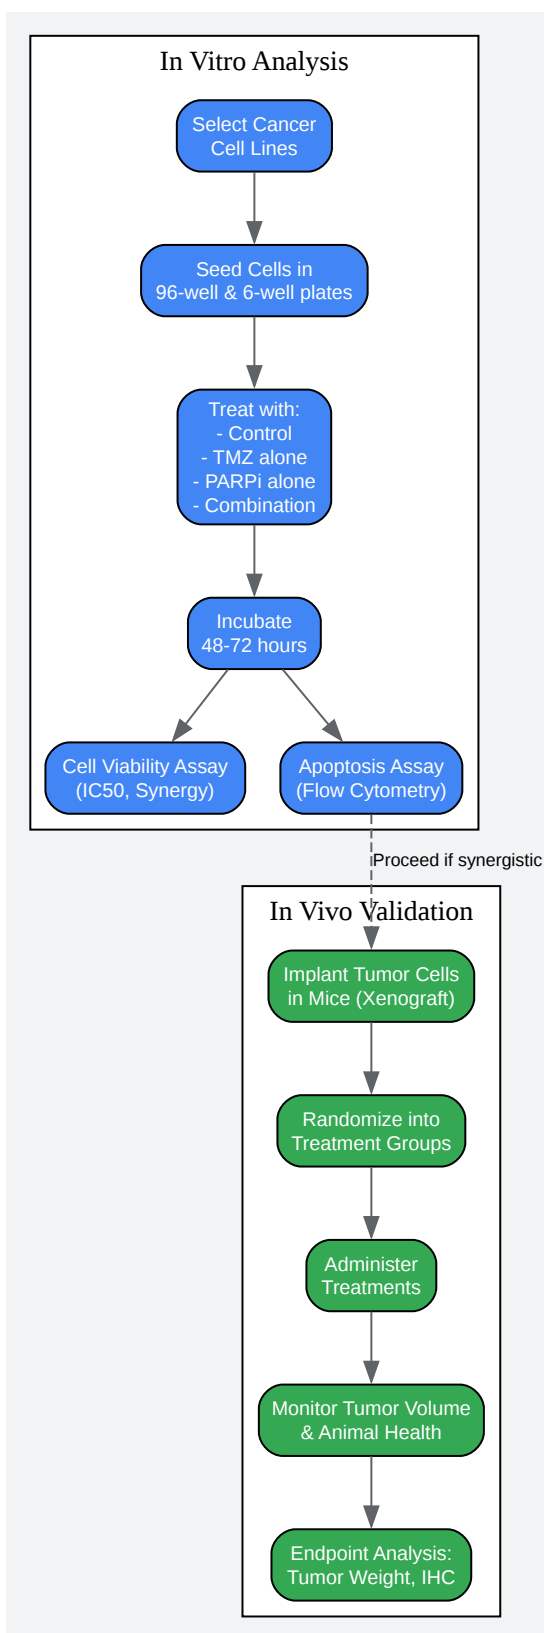 In Vitro Analysis
Select Cancer
Cell Lines
Seed Cells in
96-well & 6-well plates
Treat with:
- Control
- TMZ alone
- PARPi alone
- Combination
Incubate
48-72 hours
Cell Viability Assay
(IC50, Synergy)
Apoptosis Assay
(Flow Cytometry)
Proceed if synergistic
In Vivo Validation
Implant Tumor Cells
in Mice (Xenograft)
Randomize into
Treatment Groups
Administer
Treatments
Monitor Tumor Volume
& Animal Health
Endpoint Analysis:
Tumor Weight, IHC